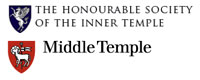 THE HONOURABLE SOCIETY
OF THE INNER TEMPLE
Middle Temple